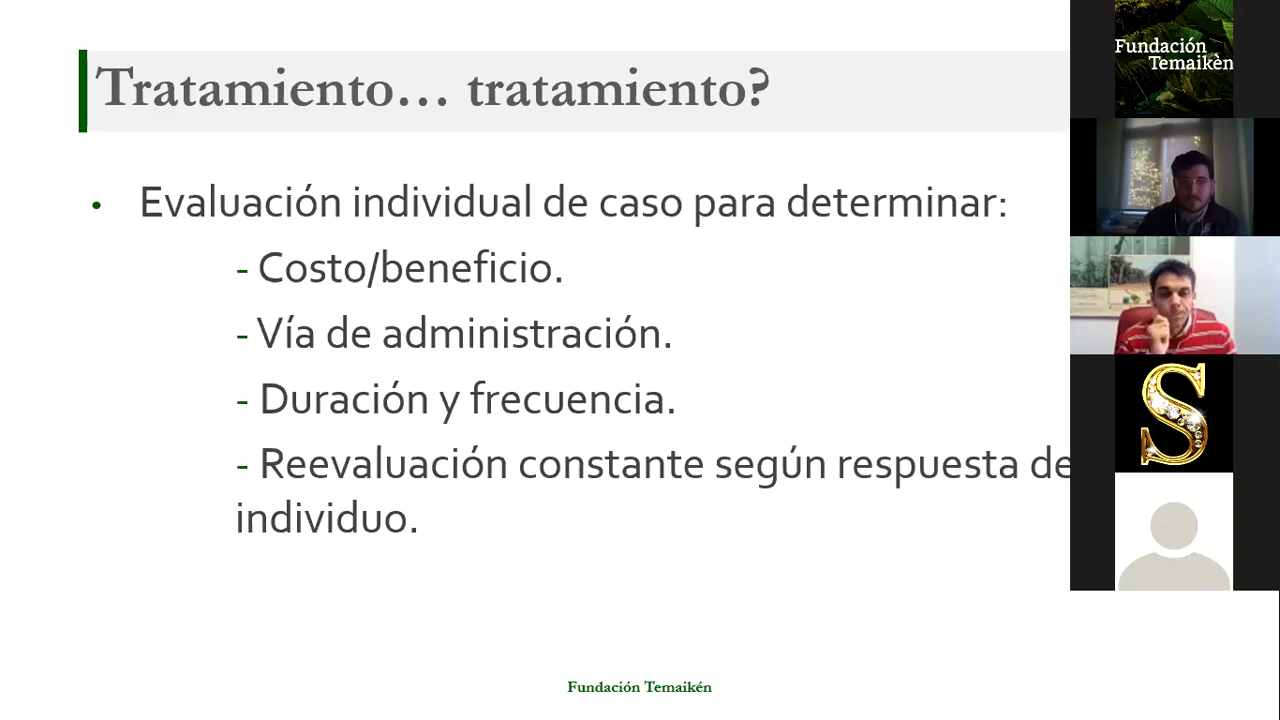 Tratamiento... tratamiento?
• Evaluación individual de caso para determinar:
- Costo/beneficio.
- Vía de administración.
- Duración y frecuencia.
- Reevaluación constante según respuesta de
individuo.
Fundación Temaikén
Fundación
Temaikèn
S